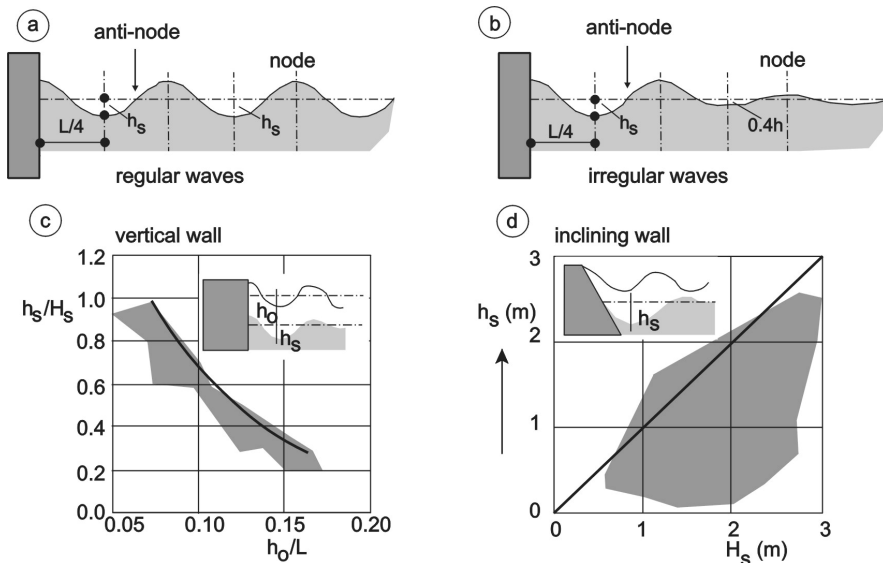 a
anti-node
node
hs
hs
L/4
regular waves
b
anti-node
node
hs
0.4h
L/4
irregular waves
c
vertical wall
1.2
hs/Hs
1.0
0.8
0.6
0.4
0.2
0.0
0.05
0.10
0.15
0.20
ho/L
ho
hs
d
inclining wall
3
hs (m)
2
1
0
0
1
2
3
Hs (m)
hs